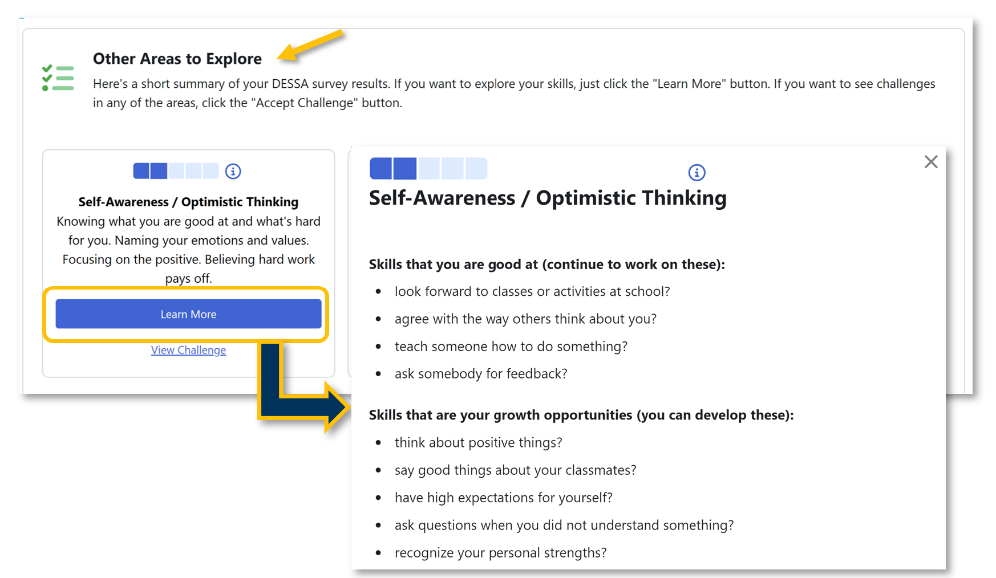 Other Areas to Explore
Here's a short summary of your DESSA survey results. If you want to explore your skills, just click the "Learn More" button. If you want to see challenges
in any of the areas, click the "Accept Challenge" button.
Self-Awareness / Optimistic Thinking
Knowing what you are good at and what's hard
for you. Naming your emotions and values.
Focusing on the positive. Believing hard work
pays off.
Learn More
View Challenge
Self-Awareness / Optimistic Thinking
Skills that you are good at (continue to work on these):
• look forward to classes or activities at school?
• agree with the way others think about you?
• teach someone how to do something?
• ask somebody for feedback?
Skills that are your growth opportunities (you can develop these):
• think about positive things?
• say good things about your classmates?
• have high expectations for yourself?
• ask questions when you did not understand something?
• recognize your personal strengths?